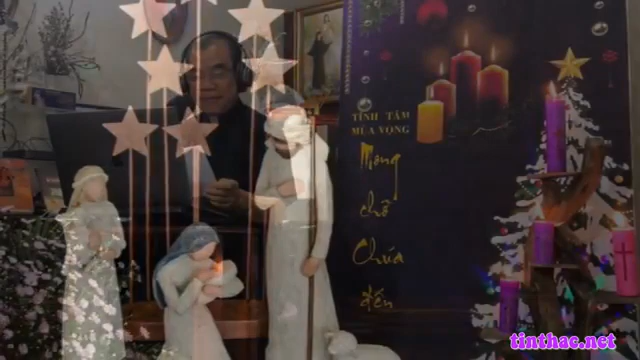 TĨNH TÂM
MÙA VỌNG
Mong
chờ
Chúa
đến
tinthac.net